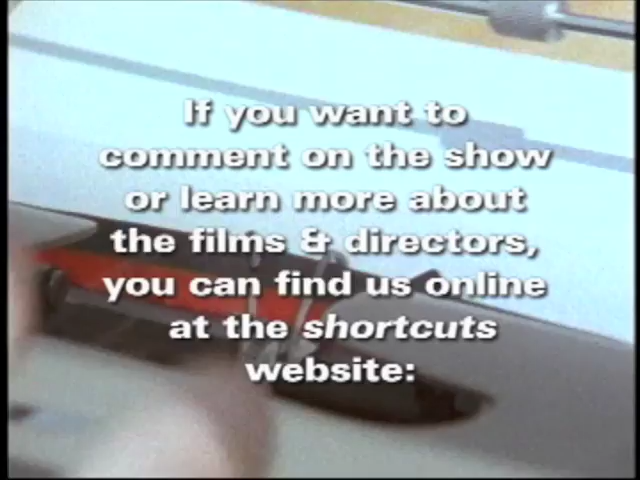 If you want to
comment on the show
or learn more about
the films & directors,
you can find us online
at the shortcuts
website: